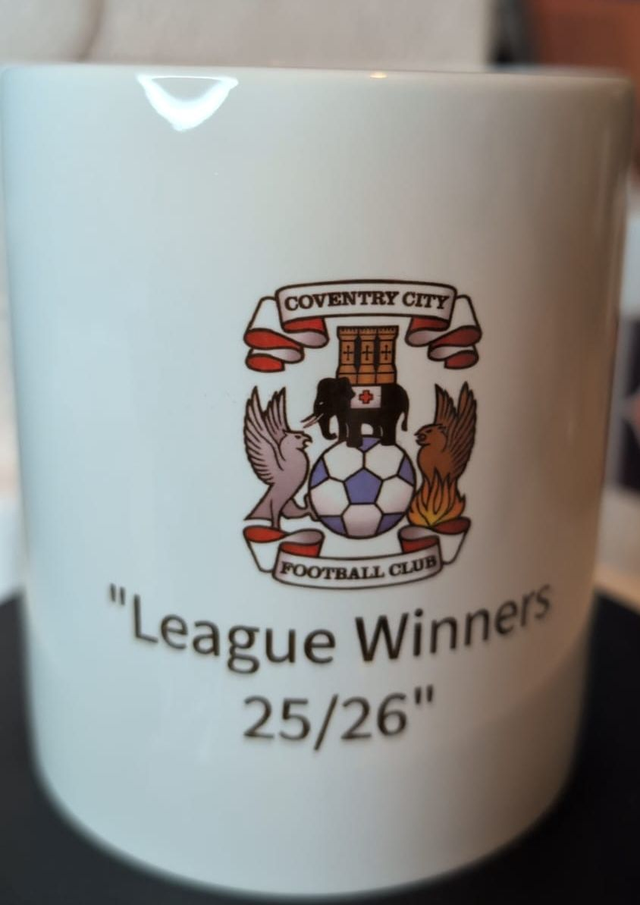 COVENTRY CITY
FOOTBALL CLUB
"League Winners
25/26"